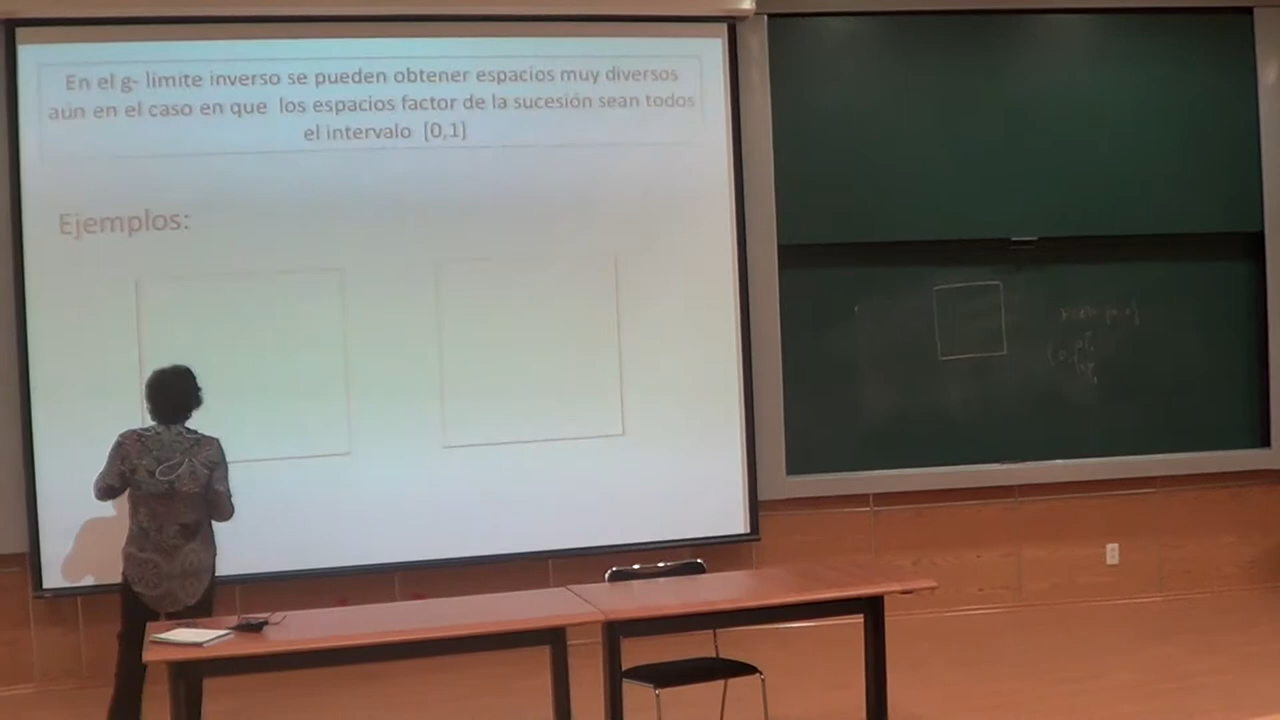 En el g- limite inverso se pueden obtener espacios muy diversos
aún en el caso en que los espacios factor de la sucesión sean todos
el intervalo [0,1]
Ejemplos: